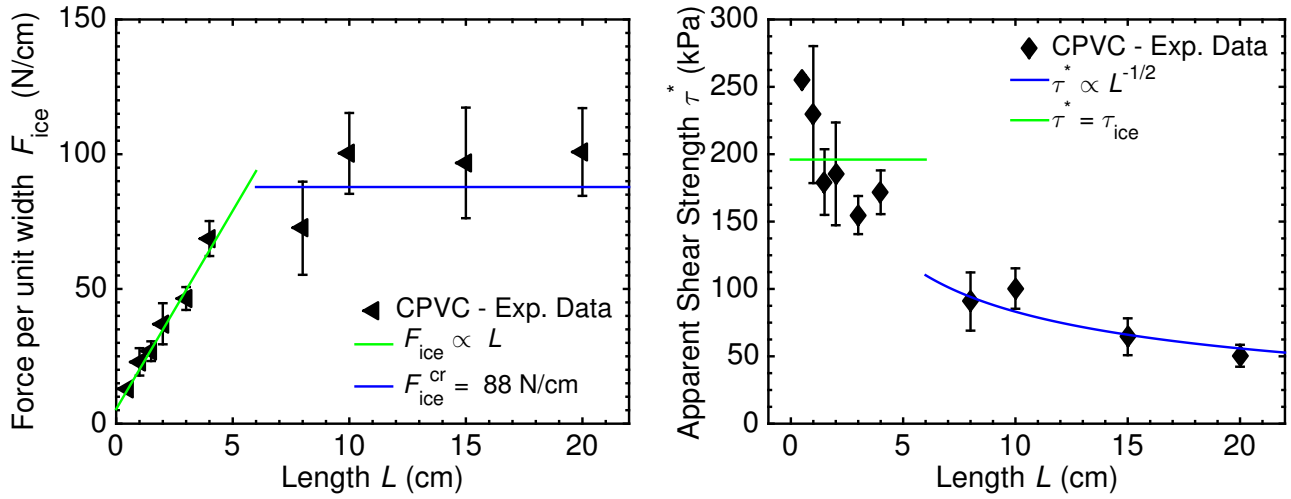 150
100
50
0
0
5
10
15
20
Force per unit width F_ice (N/cm)
Length L (cm)
CPVC - Exp. Data
F_ice ∝ L
F_ice^cr = 88 N/cm
300
250
200
150
100
50
0
0
5
10
15
20
Apparent Shear Strength τ* (kPa)
Length L (cm)
CPVC - Exp. Data
τ* ∝ L^-1/2
τ* = τ_ice